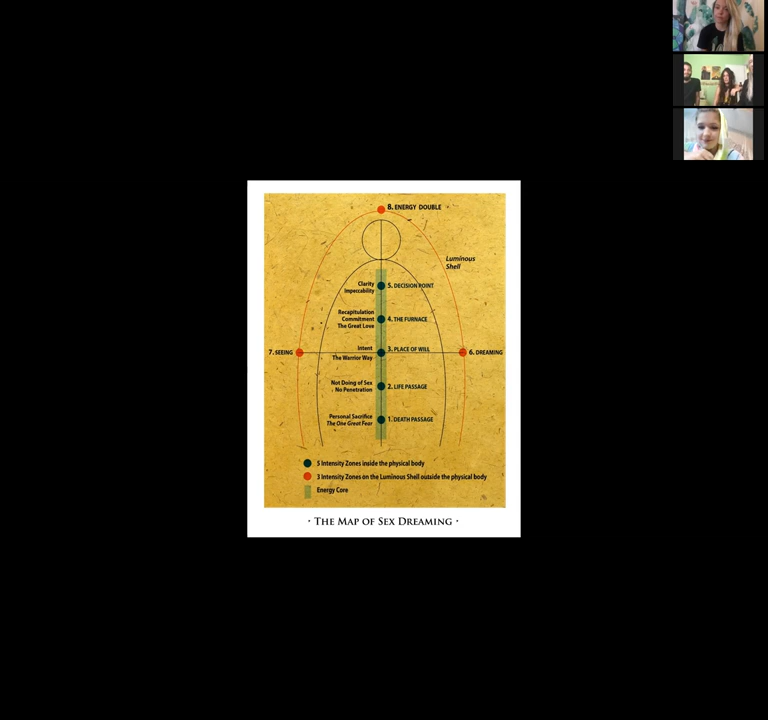 8. ENERGY DOUBLE
Luminous
Shell
Clarity
Impeccability
5. DECISION POINT
Recapitulation
Commitment
The Great Love
4. THE FURNACE
7. SEEING
Intent
The Warrior Way
3. PLACE OF WILL
6. DREAMING
Not Doing of Sex
No Penetration
2. LIFE PASSAGE
Personal Sacrifice
The One Great Fear
1. DEATH PASSAGE
5 Intensity Zones inside the physical body
3 Intensity Zones on the Luminous Shell outside the physical body
Energy Core
· THE MAP OF SEX DREAMING ·